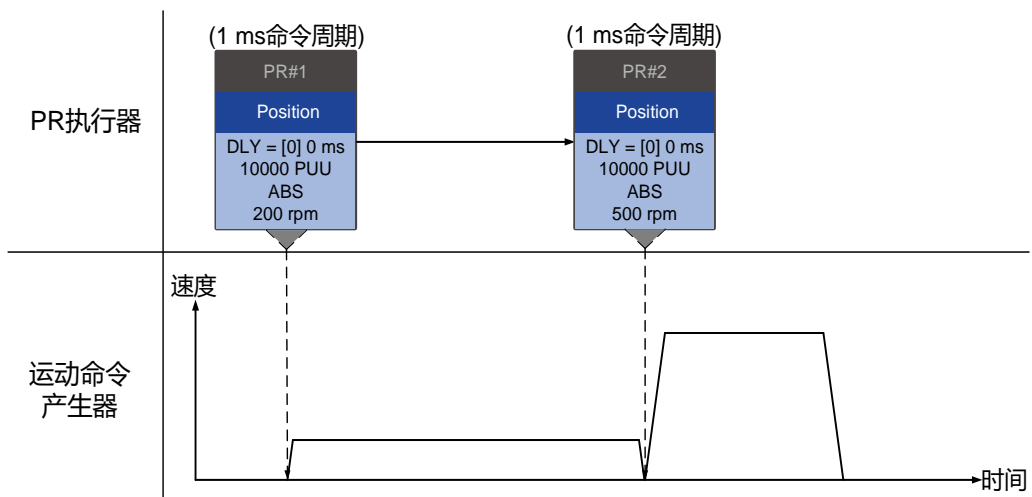 (1 ms命令周期)
(1 ms命令周期)
PR#1
PR#2
PR执行器
Position
Position
DLY = [0] 0 ms
10000 PUU
ABS
200 rpm
DLY = [0] 0 ms
10000 PUU
ABS
500 rpm
速度
运动命令
产生器
时间